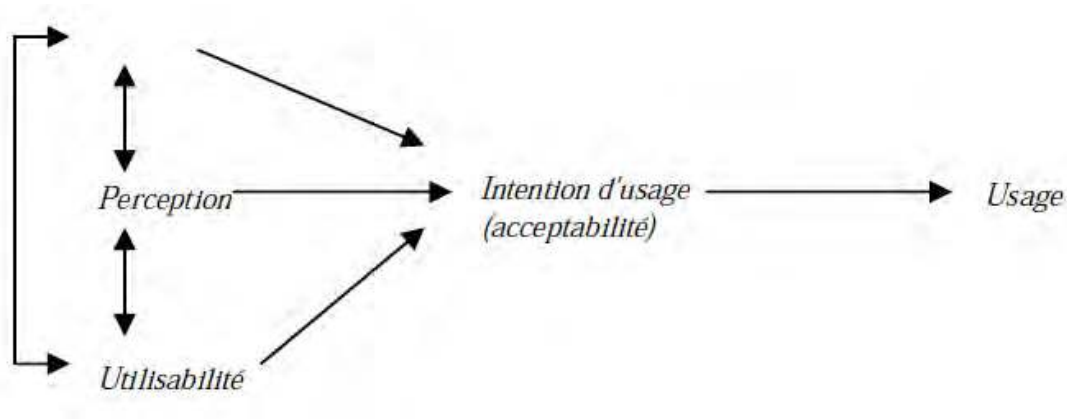 Perception
Intention d'usage
(acceptabilité)
Usage
Utilisabilité